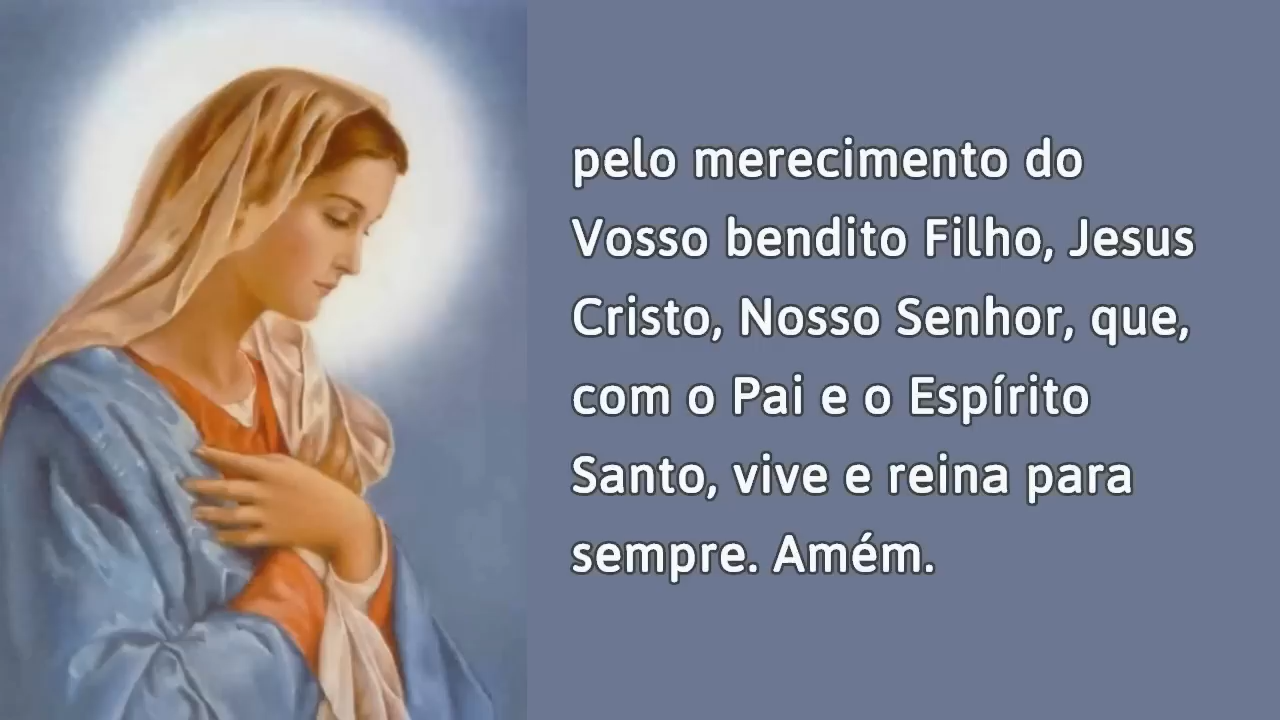 pelo merecimento do
Vosso bendito Filho, Jesus
Cristo, Nosso Senhor, que,
com o Pai e o Espírito
Santo, vive e reina para
sempre. Amém.